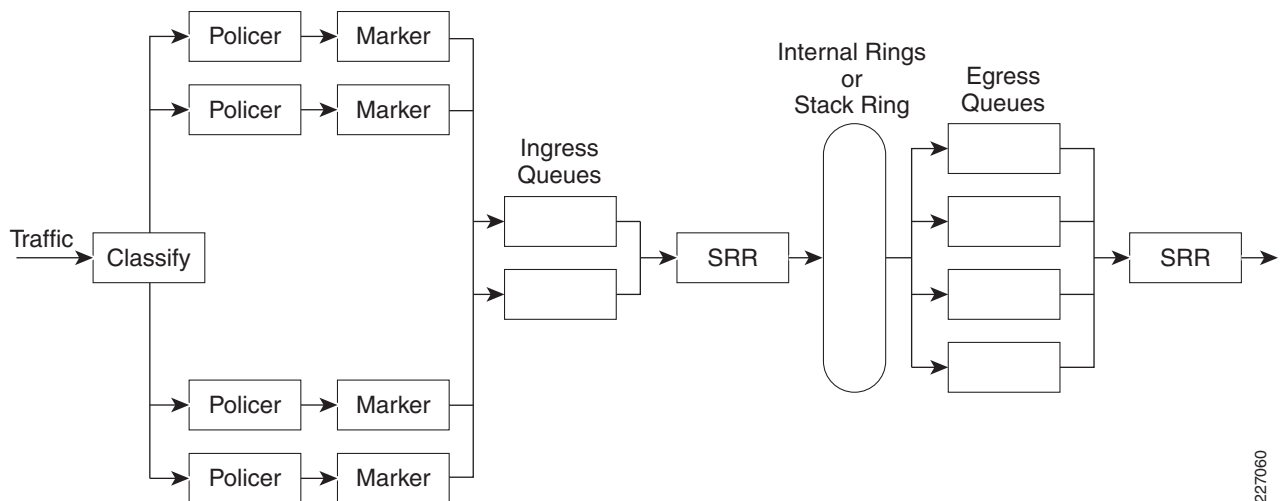 Policer
Marker
Policer
Marker
Internal Rings
or
Stack Ring
Egress
Queues
Ingress
Queues
Traffic
Classify
SRR
SRR
Policer
Marker
Policer
Marker
227060